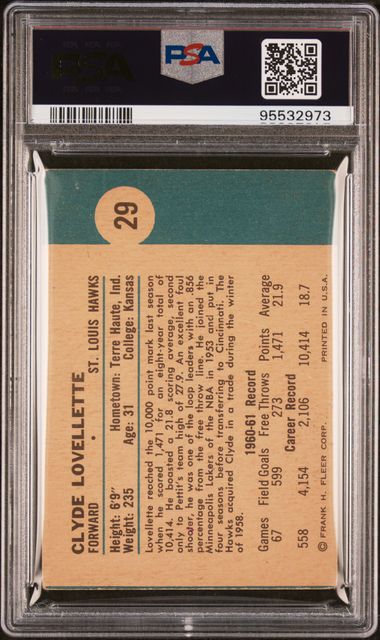 PSA
PSA
95532973
29
CLYDE LOVELLETTE
FORWARD • ST. LOUIS HAWKS
Height: 6'9" Hometown: Terre Haute, Ind.
Weight: 235 Age: 31 College: Kansas
Lovellette reached the 10,000 point mark last season
when he scored 1,471 for an eight-year total of
10,414. He boasted a 21.8 scoring average, second
only to Pettit's team high of 27.9. An excellent foul
shooter, he was one of the loop leaders with an .856
percentage from the free throw line. He joined the
Minneapolis Lakers of the NBA in 1953 and put in
four seasons before transferring to Cincinnati. The
Hawks acquired Clyde in a trade during the winter
of 1958.
1960-61 Record
Games Field Goals Free Throws Points Average
67 599 273 1,471 21.9
Career Record
558 4,154 2,106 10,414 18.7
© FRANK H. FLEER CORP. PRINTED IN U.S.A.